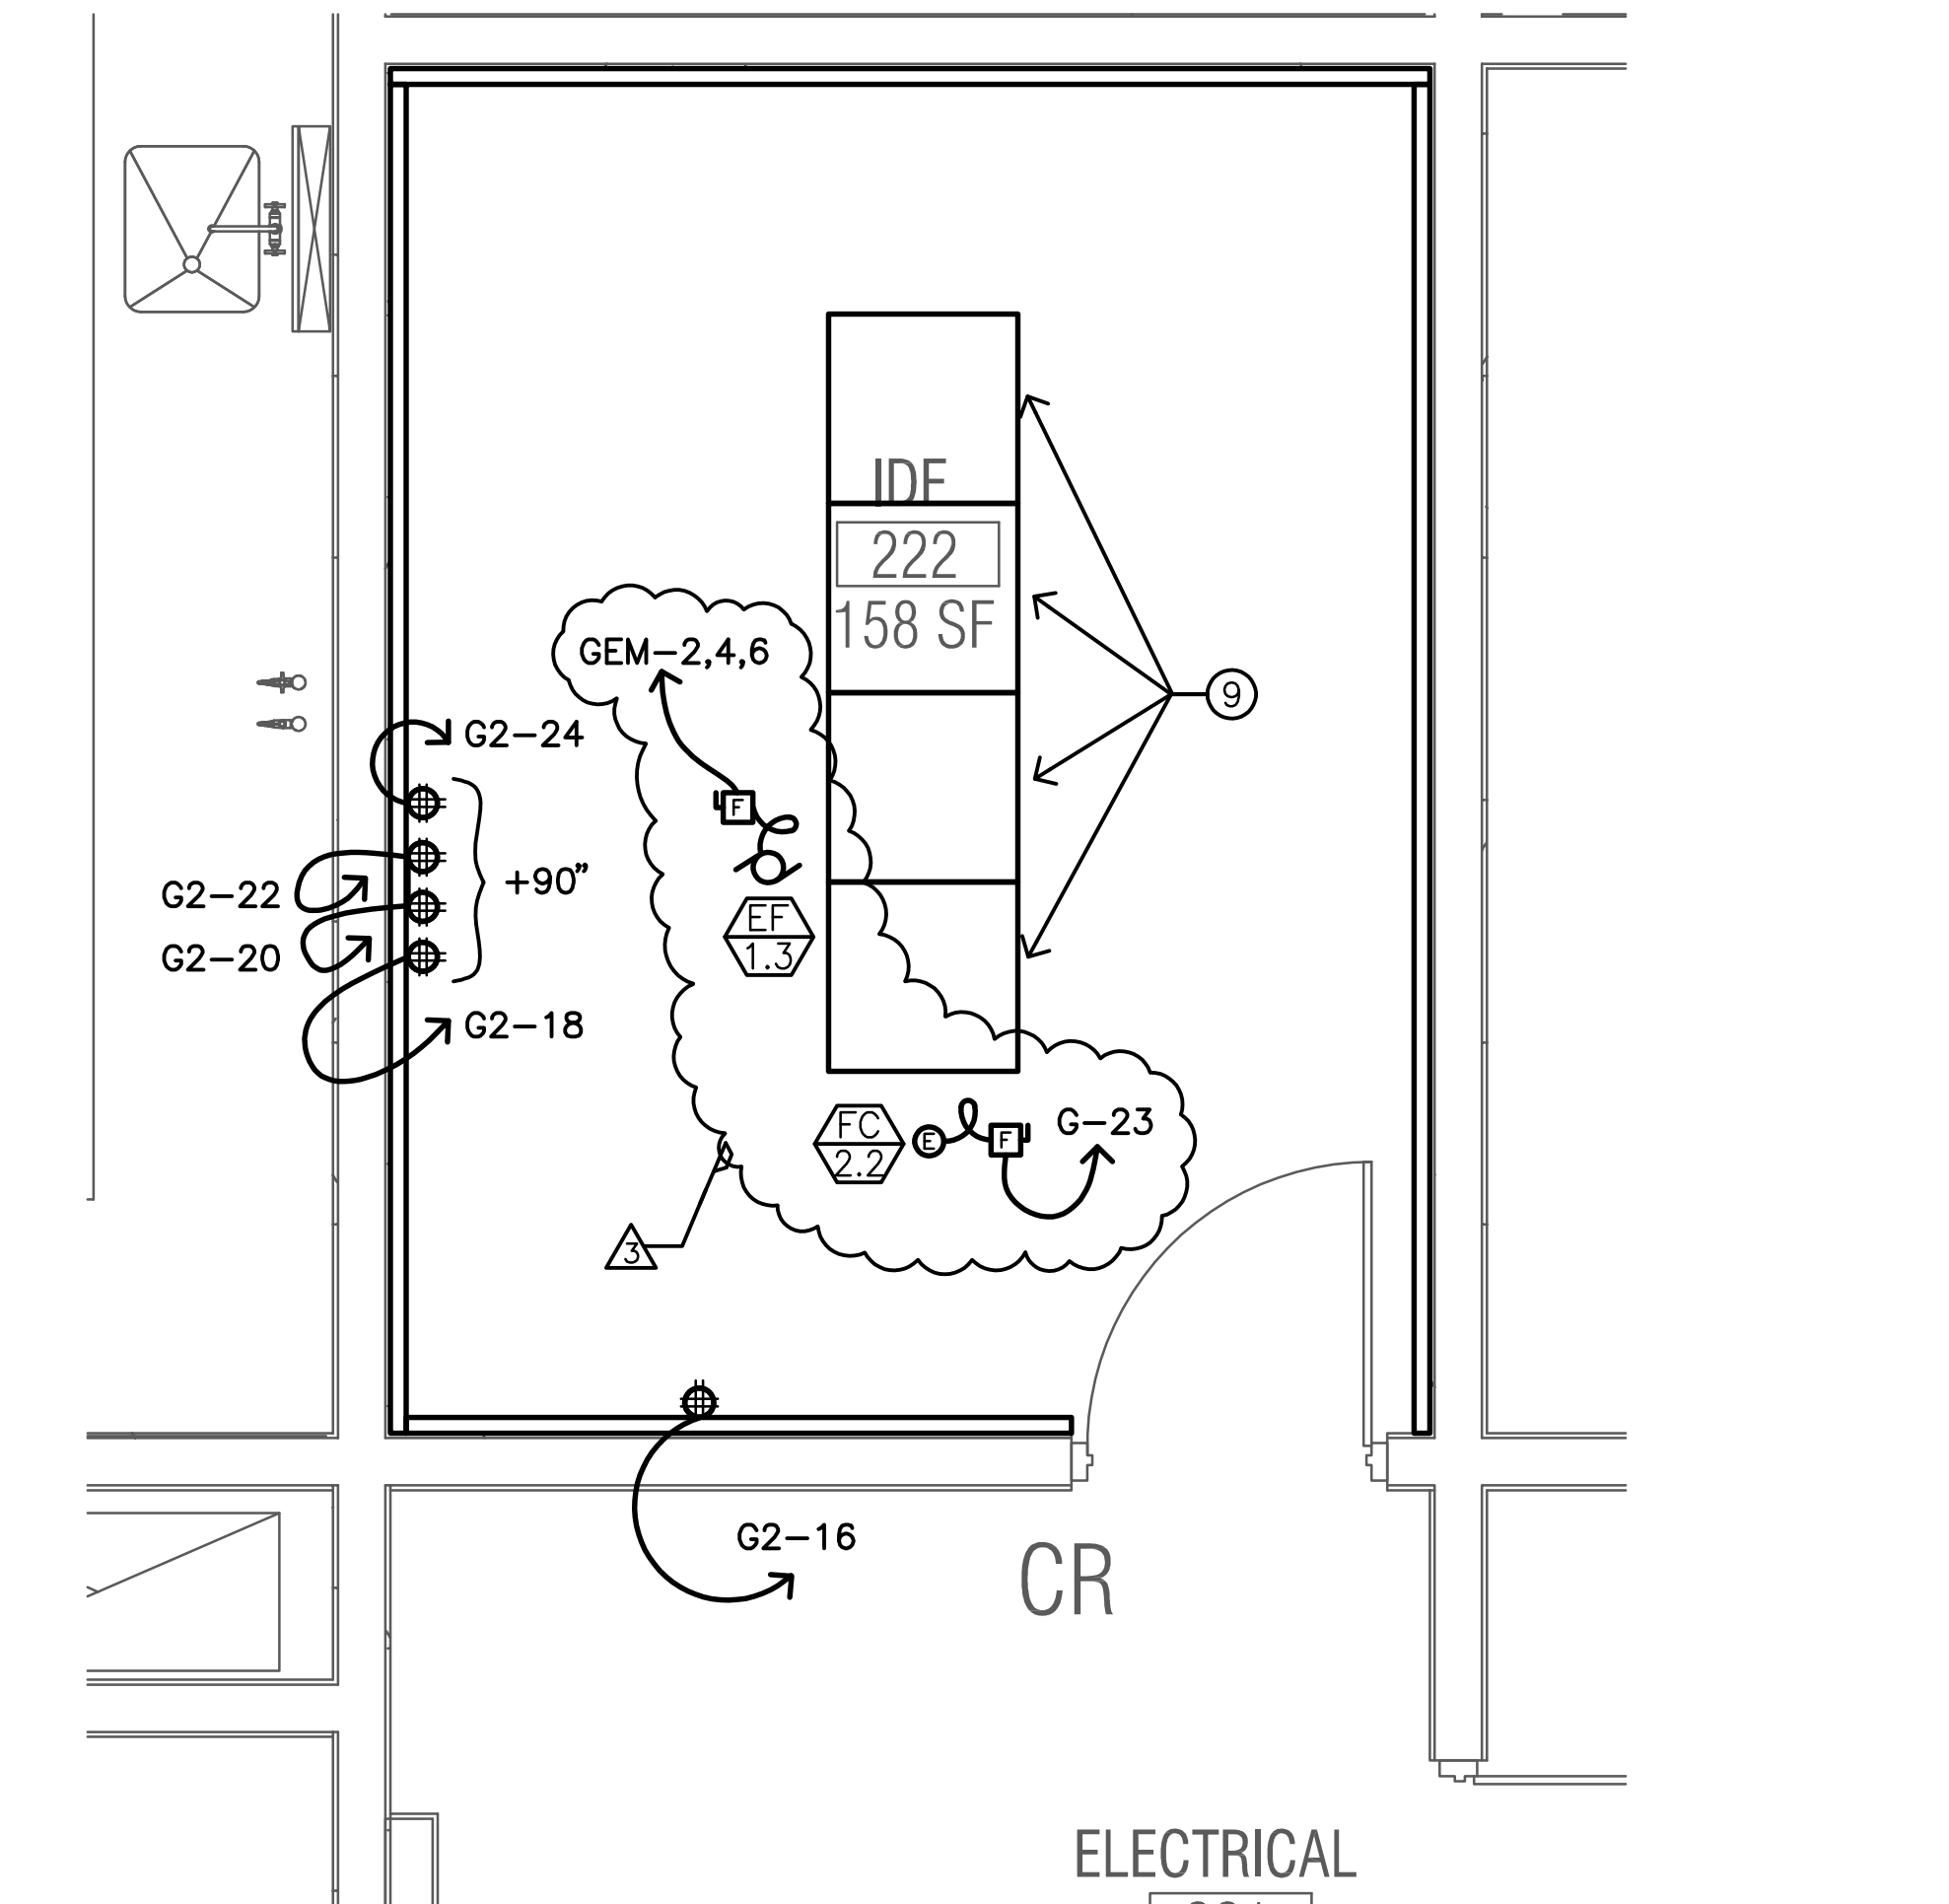 IDF
222
158 SF
GEM-2,4,6
9
G2-24
F
G2-22
+90"
EF
1.3
G2-20
G2-18
FC
2.2
E
F
G-23
3
G2-16
CR
ELECTRICAL